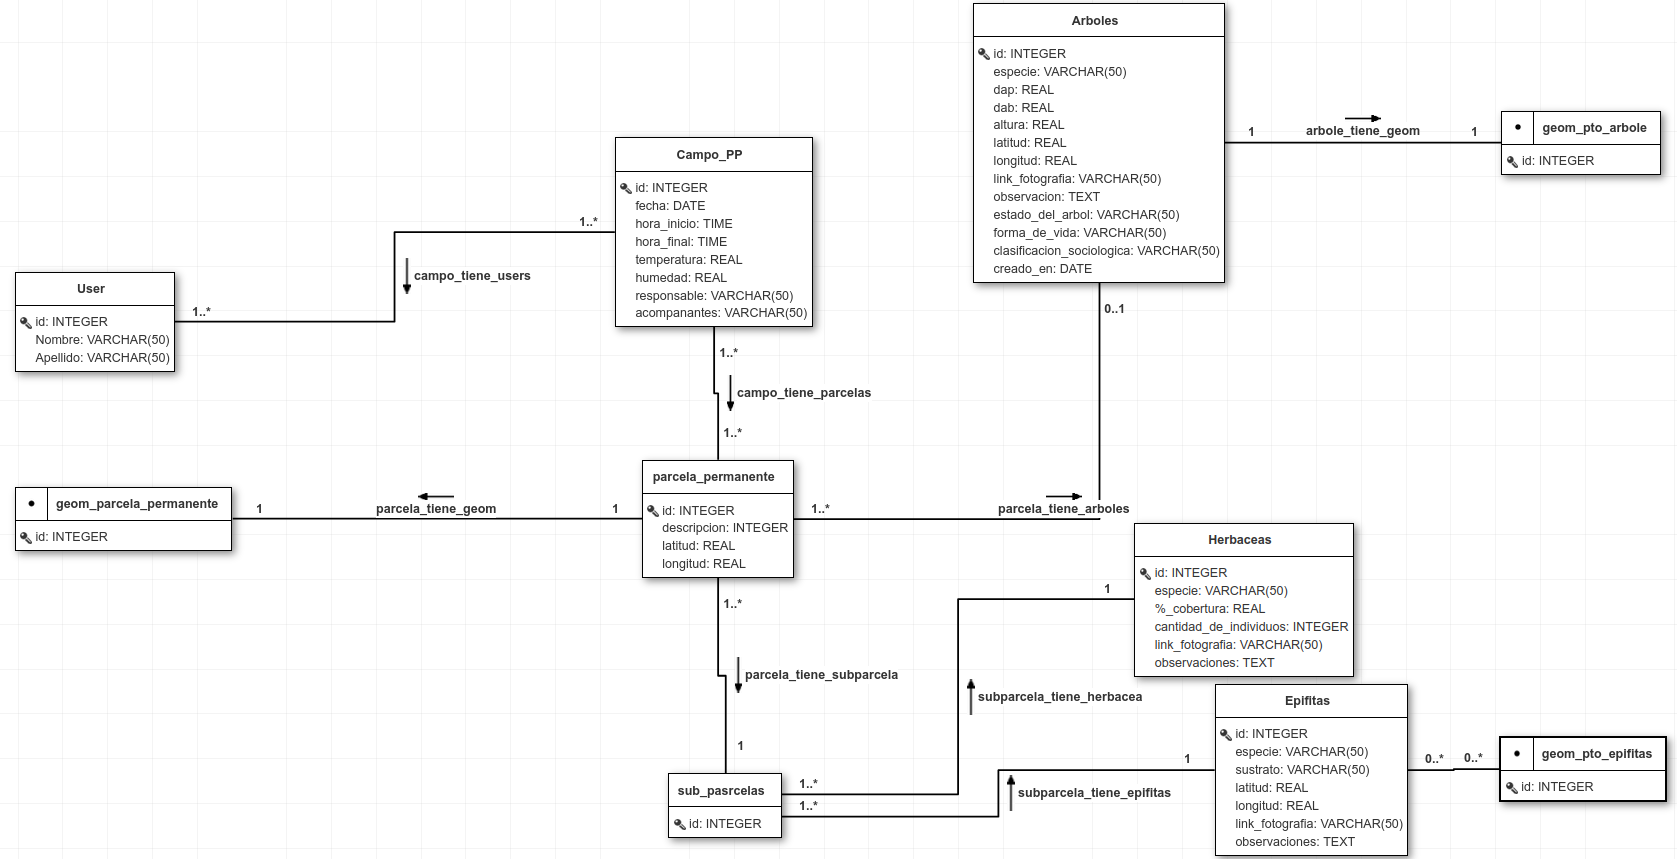 Arboles
id: INTEGER
especie: VARCHAR(50)
dap: REAL
dab: REAL
altura: REAL
latitud: REAL
longitud: REAL
link_fotografia: VARCHAR(50)
observacion: TEXT
estado_del_arbol: VARCHAR(50)
forma_de_vida: VARCHAR(50)
clasificacion_sociologica: VARCHAR(50)
creado_en: DATE
1
arbole_tiene_geom
1
geom_pto_arbole
id: INTEGER
Campo_PP
id: INTEGER
fecha: DATE
hora_inicio: TIME
hora_final: TIME
temperatura: REAL
humedad: REAL
responsable: VARCHAR(50)
acompanantes: VARCHAR(50)
1..*
campo_tiene_users
1..*
User
id: INTEGER
Nombre: VARCHAR(50)
Apellido: VARCHAR(50)
0..1
1..*
campo_tiene_parcelas
1..*
parcela_permanente
id: INTEGER
descripcion: INTEGER
latitud: REAL
longitud: REAL
geom_parcela_permanente
id: INTEGER
1
parcela_tiene_geom
1
1..*
parcela_tiene_arboles
Herbaceas
id: INTEGER
especie: VARCHAR(50)
%_cobertura: REAL
cantidad_de_individuos: INTEGER
link_fotografia: VARCHAR(50)
observaciones: TEXT
1
1..*
parcela_tiene_subparcela
1
subparcela_tiene_herbacea
Epifitas
id: INTEGER
especie: VARCHAR(50)
sustrato: VARCHAR(50)
latitud: REAL
longitud: REAL
link_fotografia: VARCHAR(50)
observaciones: TEXT
1
0..*
0..*
geom_pto_epifitas
id: INTEGER
sub_pasrcelas
id: INTEGER
1..*
1..*
subparcela_tiene_epifitas